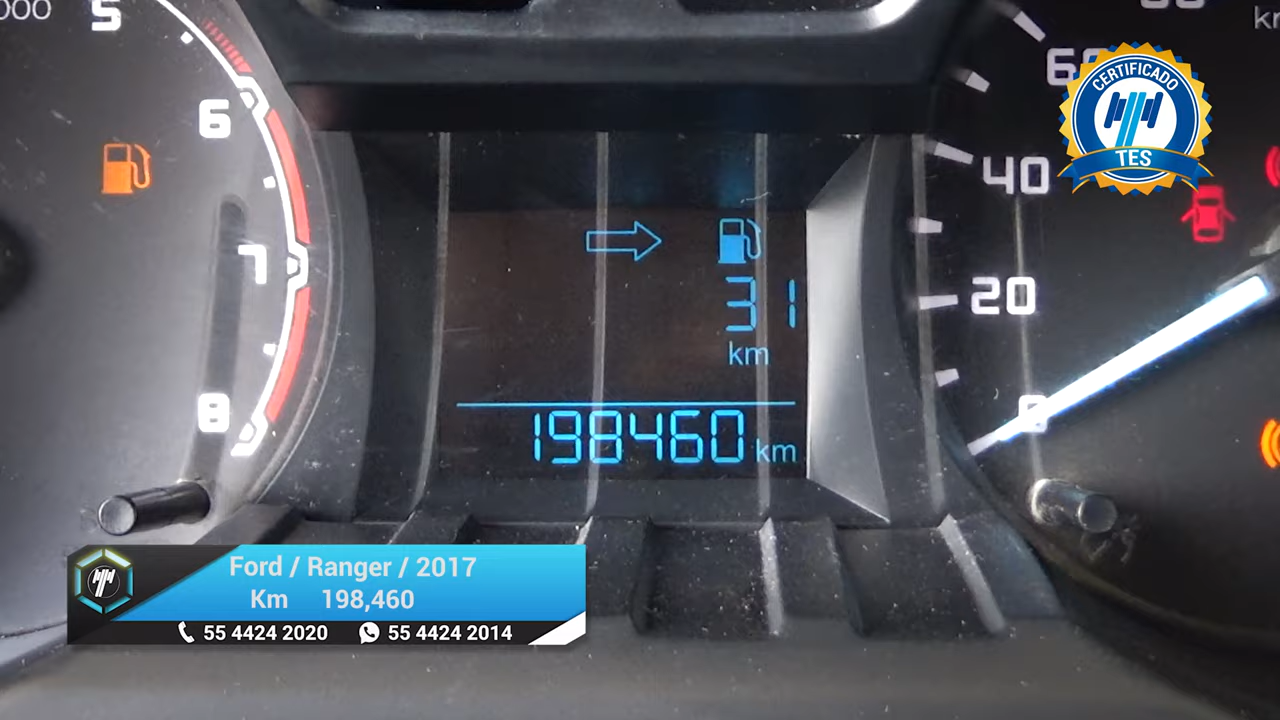 5
6
7
8
60
40
20
0
31
km
198460 km
CERTIFICADO
TES
Ford / Ranger / 2017
Km 198,460
55 4424 2020 55 4424 2014